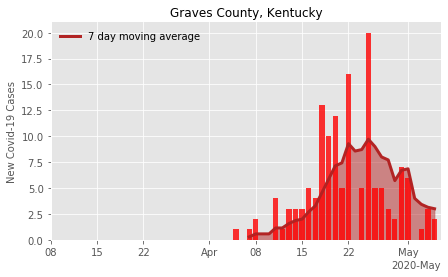 Graves County, Kentucky
7 day moving average
New Covid-19 Cases
20.0
17.5
15.0
12.5
10.0
7.5
5.0
2.5
0.0
08 15 22 Apr 08 15 22 May
2020-May